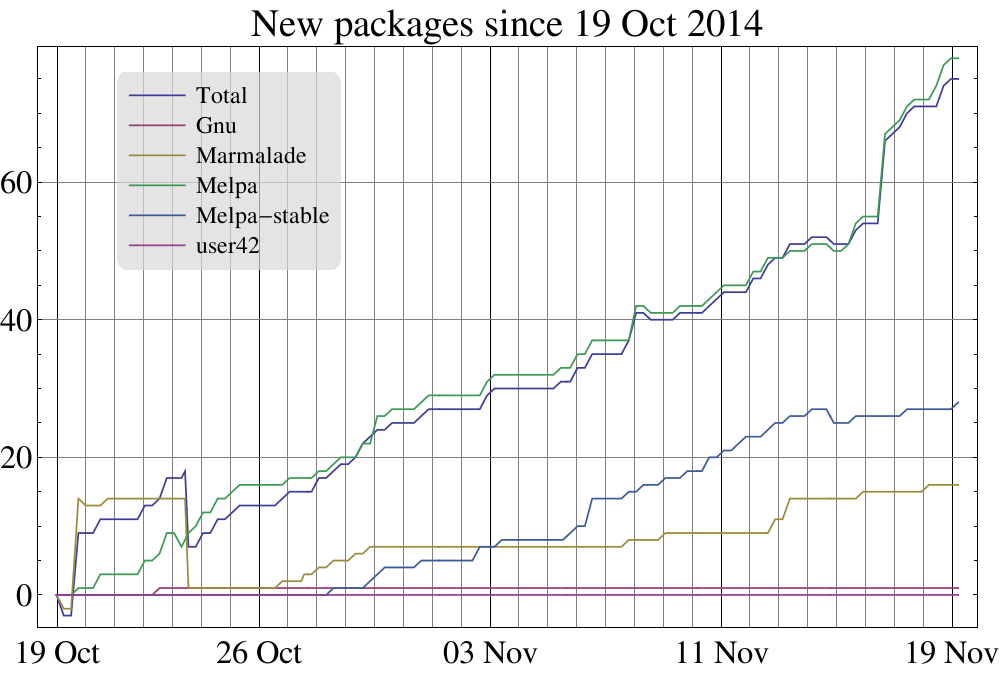 New packages since 19 Oct 2014
Total
Gnu
Marmalade
Melpa
Melpa−stable
user42
60
40
20
0
19 Oct 26 Oct 03 Nov 11 Nov 19 Nov